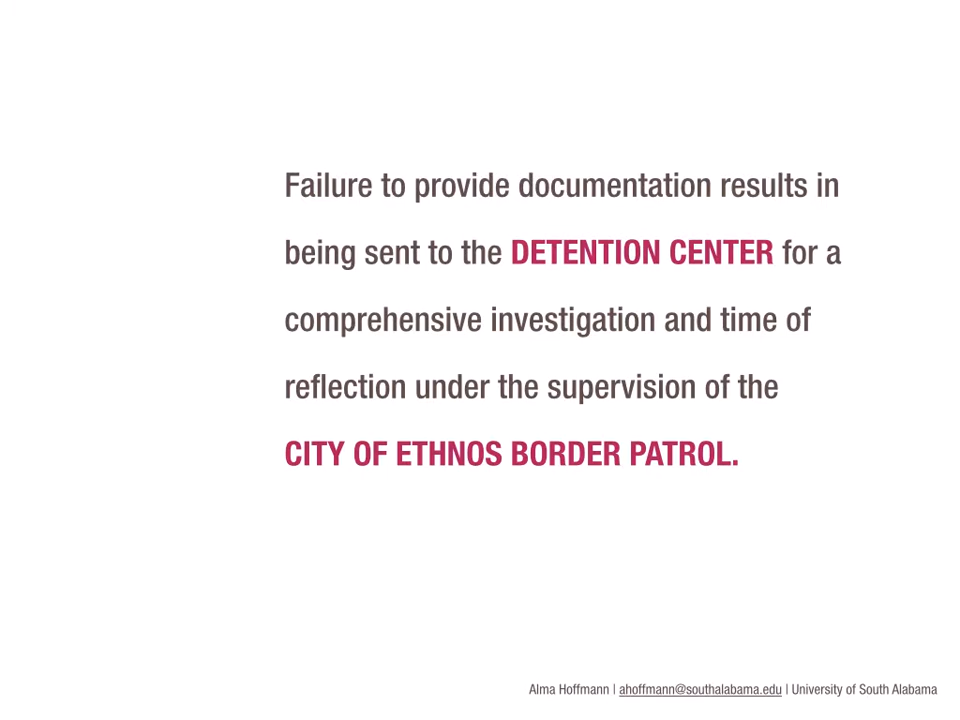 Failure to provide documentation results in
being sent to the DETENTION CENTER for a
comprehensive investigation and time of
reflection under the supervision of the
CITY OF ETHNOS BORDER PATROL.
Alma Hoffmann | ahoffmann@southalabama.edu | University of South Alabama